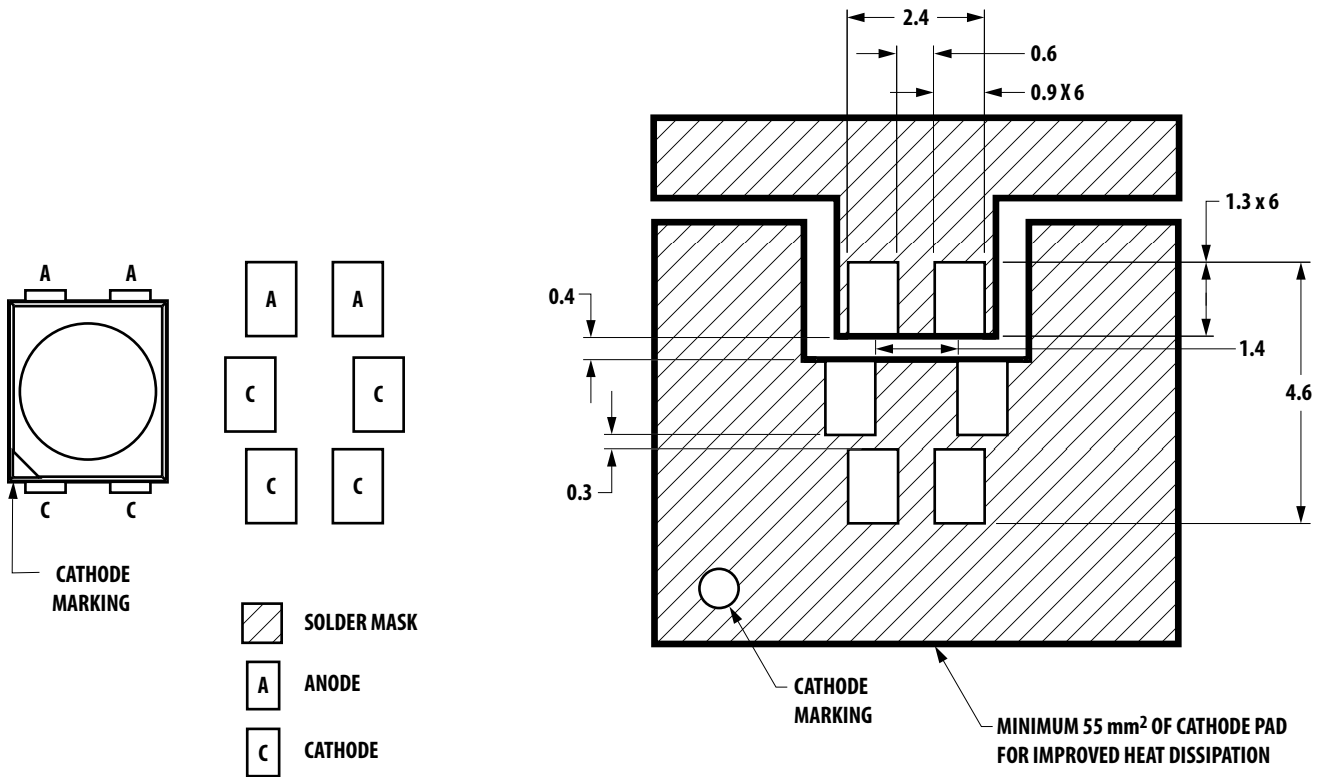 2.4
0.6
0.9 X 6
1.3 x 6
A A
A A
0.4
1.4
C C
4.6
C C
0.3
C C
CATHODE
MARKING
SOLDER MASK
A ANODE
C CATHODE
CATHODE
MARKING
MINIMUM 55 mm² OF CATHODE PAD
FOR IMPROVED HEAT DISSIPATION